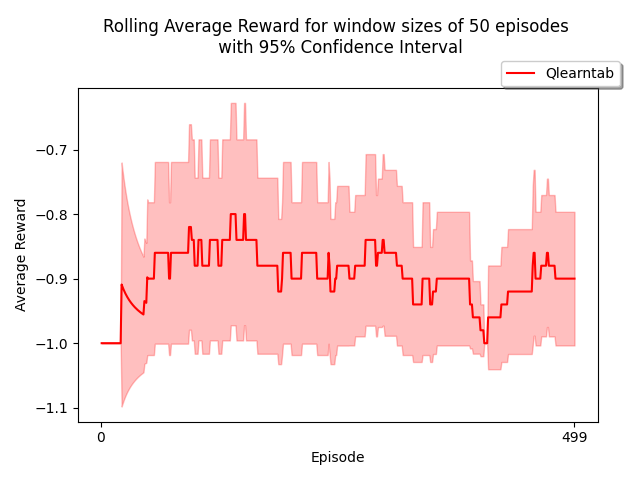 Rolling Average Reward for window sizes of 50 episodes
with 95% Confidence Interval
Qlearntab
−0.7
−0.8
−0.9
−1.0
−1.1
Average Reward
0
499
Episode